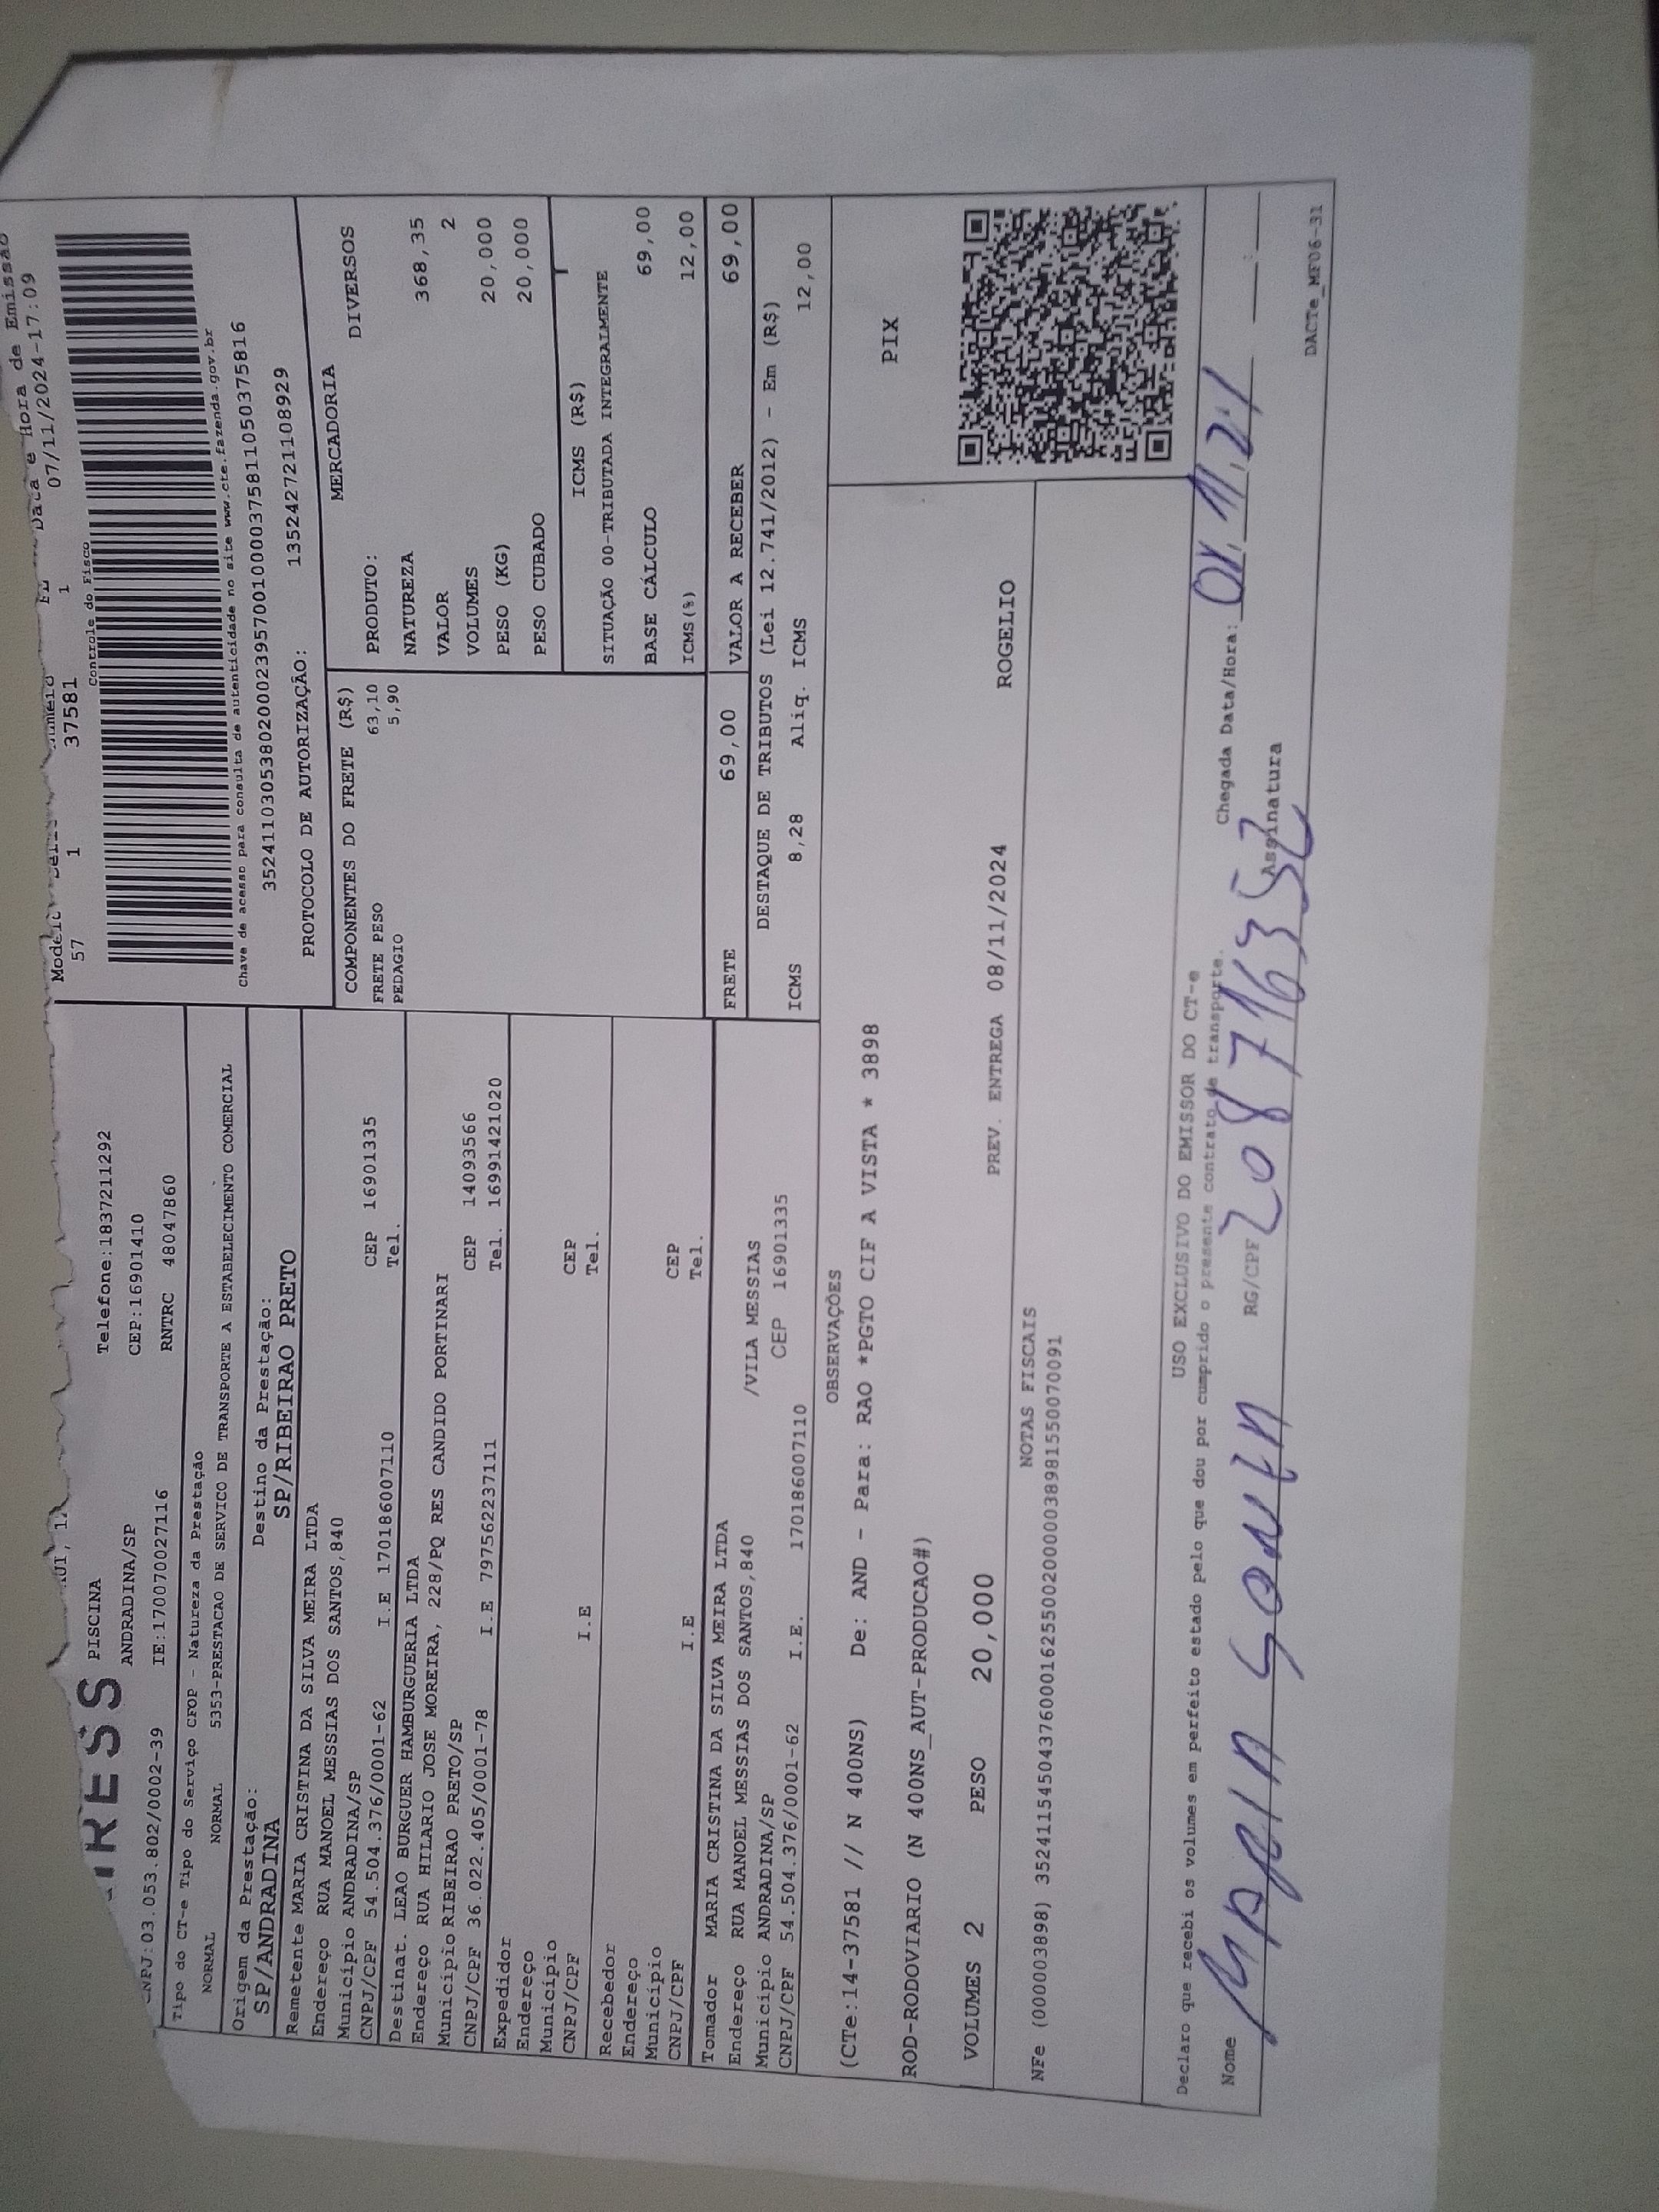 Data e Hora de Emissão
07/11/2024-17:09
57 1 37581 1
Controle do Fisco
PISCINA
Telefone:1837211292
ANDRADINA/SP CEP:16901410
CNPJ:03.053.802/0002-39 IE:170070027116 RNTRC 48047860
Tipo do CT-e Tipo do Serviço CFOP - Natureza da Prestação
NORMAL NORMAL 5353-PRESTACAO DE SERVICO DE TRANSPORTE A ESTABELECIMENTO COMERCIAL
Chave de acesso para consulta de autenticidade no site www.cte.fazenda.gov.br
35241103053802000239570010000375811050375816
PROTOCOLO DE AUTORIZAÇÃO: 135242721108929
Origem da Prestação: Destino da Prestação:
SP/ANDRADINA SP/RIBEIRAO PRETO
Remetente MARIA CRISTINA DA SILVA MEIRA LTDA
Endereço RUA MANOEL MESSIAS DOS SANTOS,840
Município ANDRADINA/SP CEP 16901335
CNPJ/CPF 54.504.376/0001-62 I.E 170186007110 Tel.
Destinat. LEAO BURGUER HAMBURGUERIA LTDA
Endereço RUA HILARIO JOSE MOREIRA, 228/PQ RES CANDIDO PORTINARI
Município RIBEIRAO PRETO/SP CEP 14093566
CNPJ/CPF 36.022.405/0001-78 I.E 797562237111 Tel. 16991421020
Expedidor
Endereço
Município CEP
CNPJ/CPF I.E Tel.
Recebedor
Endereço
Município CEP
CNPJ/CPF I.E Tel.
Tomador MARIA CRISTINA DA SILVA MEIRA LTDA
Endereço RUA MANOEL MESSIAS DOS SANTOS,840 /VILA MESSIAS
Município ANDRADINA/SP CEP 16901335
CNPJ/CPF 54.504.376/0001-62 I.E. 170186007110
COMPONENTES DO FRETE (R$)
FRETE PESO 63,10
PEDAGIO 5,90
MERCADORIA
PRODUTO: DIVERSOS
NATUREZA
VALOR 368,35
VOLUMES 2
PESO (KG) 20,000
PESO CUBADO 20,000
ICMS (R$)
SITUAÇÃO 00-TRIBUTADA INTEGRALMENTE
BASE CÁLCULO 69,00
ICMS(%) 12,00
FRETE 69,00 VALOR A RECEBER 69,00
DESTAQUE DE TRIBUTOS (Lei 12.741/2012) - Em (R$)
ICMS 8,28 Aliq. ICMS 12,00
OBSERVAÇÕES
(CTe:14-37581 // N 400NS) De: AND - Para: RAO *PGTO CIF A VISTA * 3898
PIX
ROD-RODOVIARIO (N 400NS_AUT-PRODUCAO#)
VOLUMES 2 PESO 20,000 PREV. ENTREGA 08/11/2024 ROGELIO
NOTAS FISCAIS
NFe (000003898) 35241154504376000162550020000038981550070091
USO EXCLUSIVO DO EMISSOR DO CT-e
Declaro que recebi os volumes em perfeito estado pelo que dou por cumprido o presente contrato de transporte.
Nome RG/CPF 208716352 Chegada Data/Hora:
Assinatura
DACTe_MF06-31